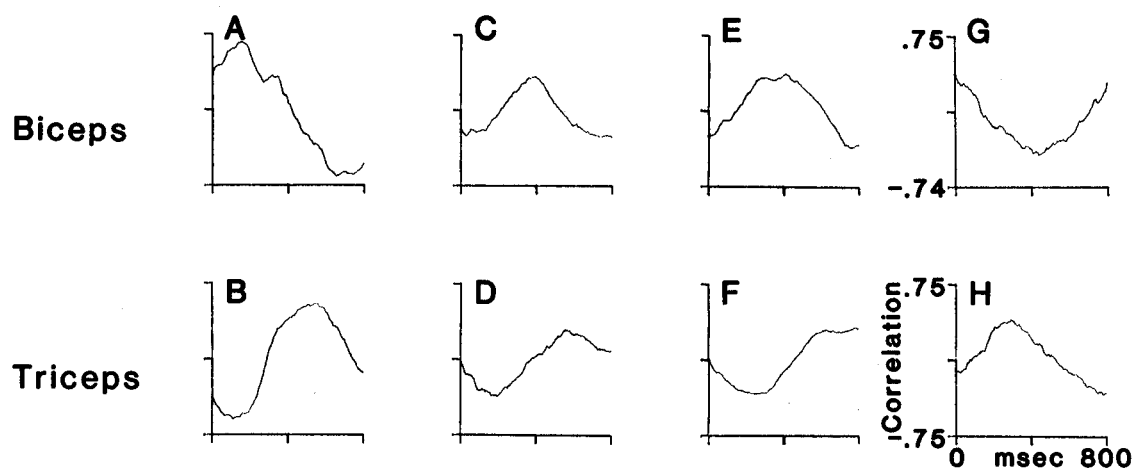 A C E G
.75
Biceps
-.74
B D F H
.75
Correlation
Triceps
-.75
0 msec 800